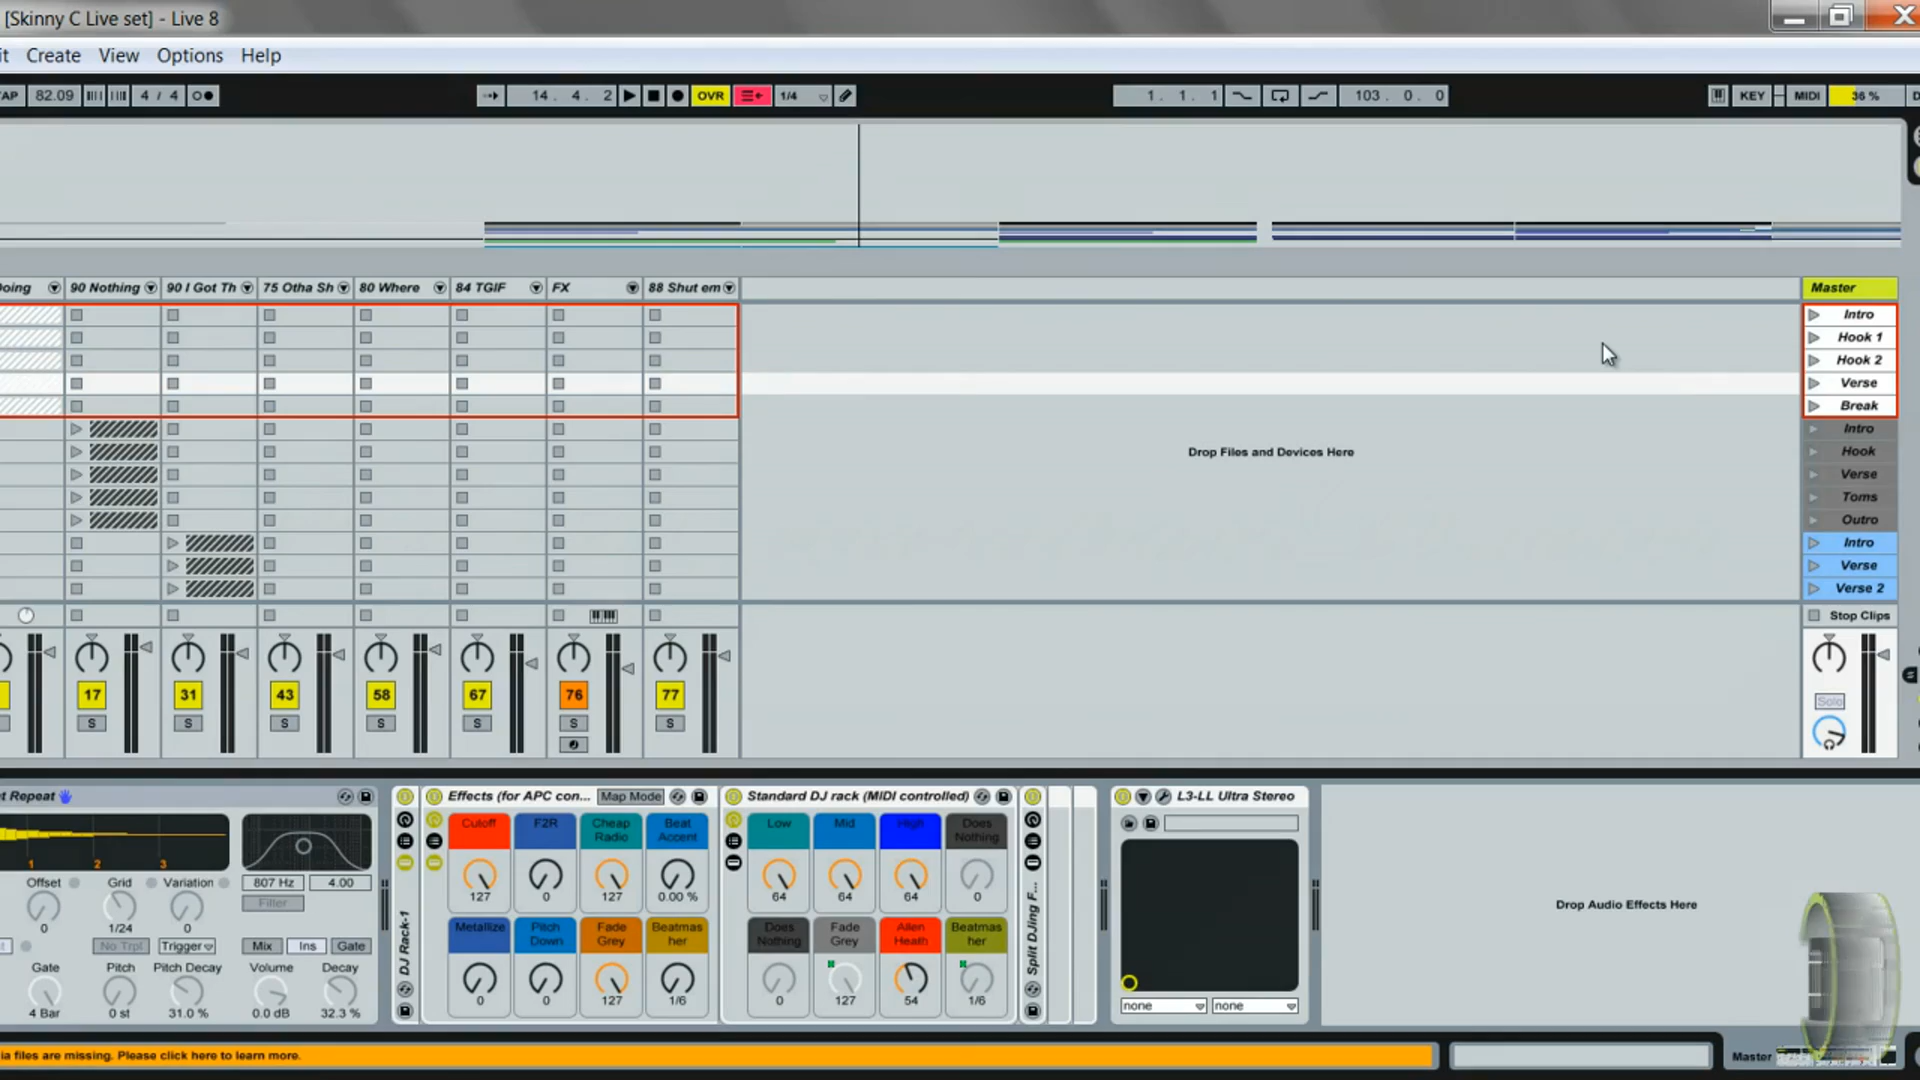 [Skinny C Live set] - Live 8
it Create View Options Help
TAP 82.09 4 / 4 14. 4. 2 OVR 1/4 1. 1. 1 103. 0. 0 KEY MIDI 36 % D
Doing 90 Nothing 90 I Got Th 75 Otha Sh 80 Where 84 TGIF FX 88 Shut em Master
Intro
Hook 1
Hook 2
Verse
Break
Intro
Drop Files and Devices Here Hook
Verse
Toms
Outro
Intro
Verse
Verse 2
Stop Clips
17 31 43 58 67 76 77
S S S S S S S Solo
t Repeat Effects (for APC con... Map Mode Standard DJ rack (MIDI controlled) L3-LL Ultra Stereo
Cutoff F2R Cheap Radio Beat Accent Low Mid High Does Nothing
1 2 3
Offset Grid Variation 807 Hz 4.00
127 0 127 0.00 % 64 64 64 0
Filter
0 1/24 0
No Trpl Trigger Mix Ins Gate
Metallize Pitch Down Fade Grey Beatmas her Does Nothing Fade Grey Allen Heath Beatmas her
Gate Pitch Pitch Decay Volume Decay
0 0 127 1/6 0 127 54 1/6
4 Bar 0 st 31.0 % 0.0 dB 32.3 %
DJ Rack-1
Split DJing F...
none none
Drop Audio Effects Here
ia files are missing. Please click here to learn more.
Master